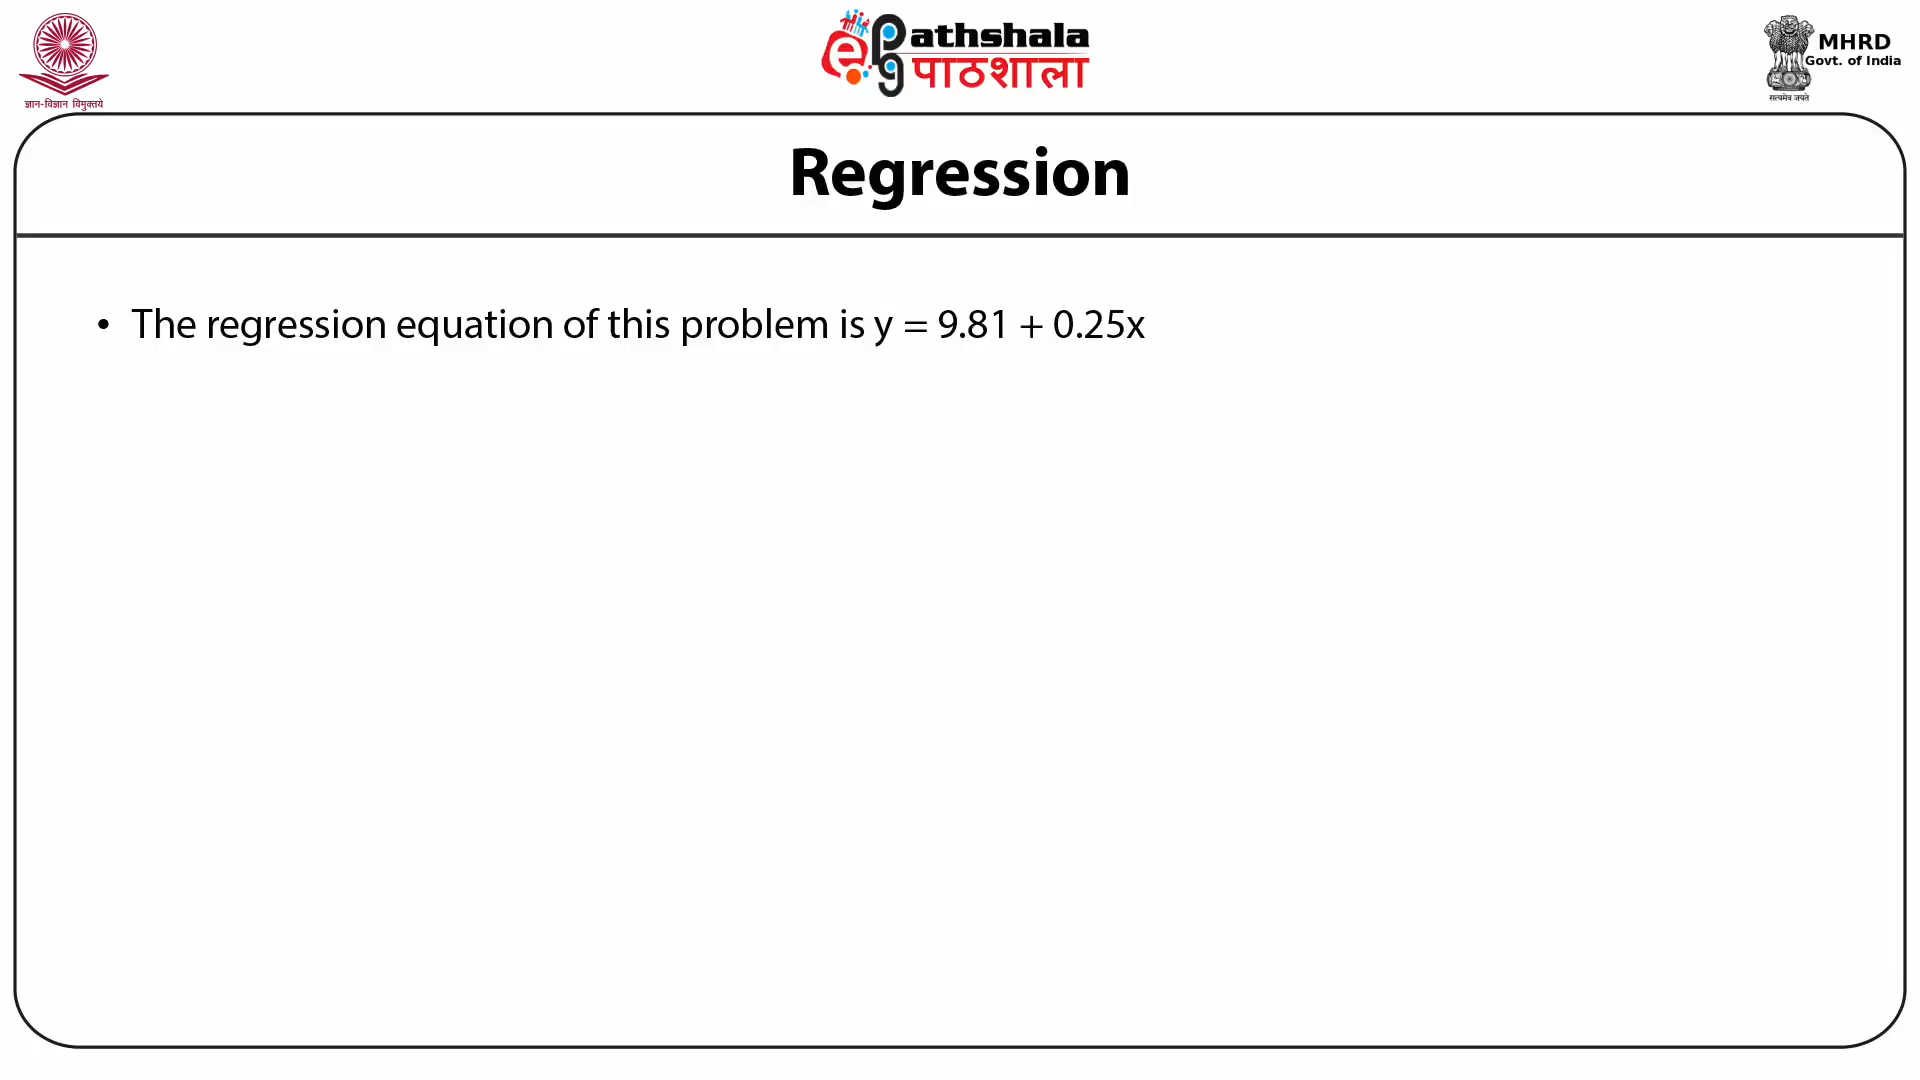 ज्ञान-विज्ञान विमुक्तये
e Pathshala
पाठशाला
MHRD
Govt. of India
सत्यमेव जयते
Regression
• The regression equation of this problem is y = 9.81 + 0.25x